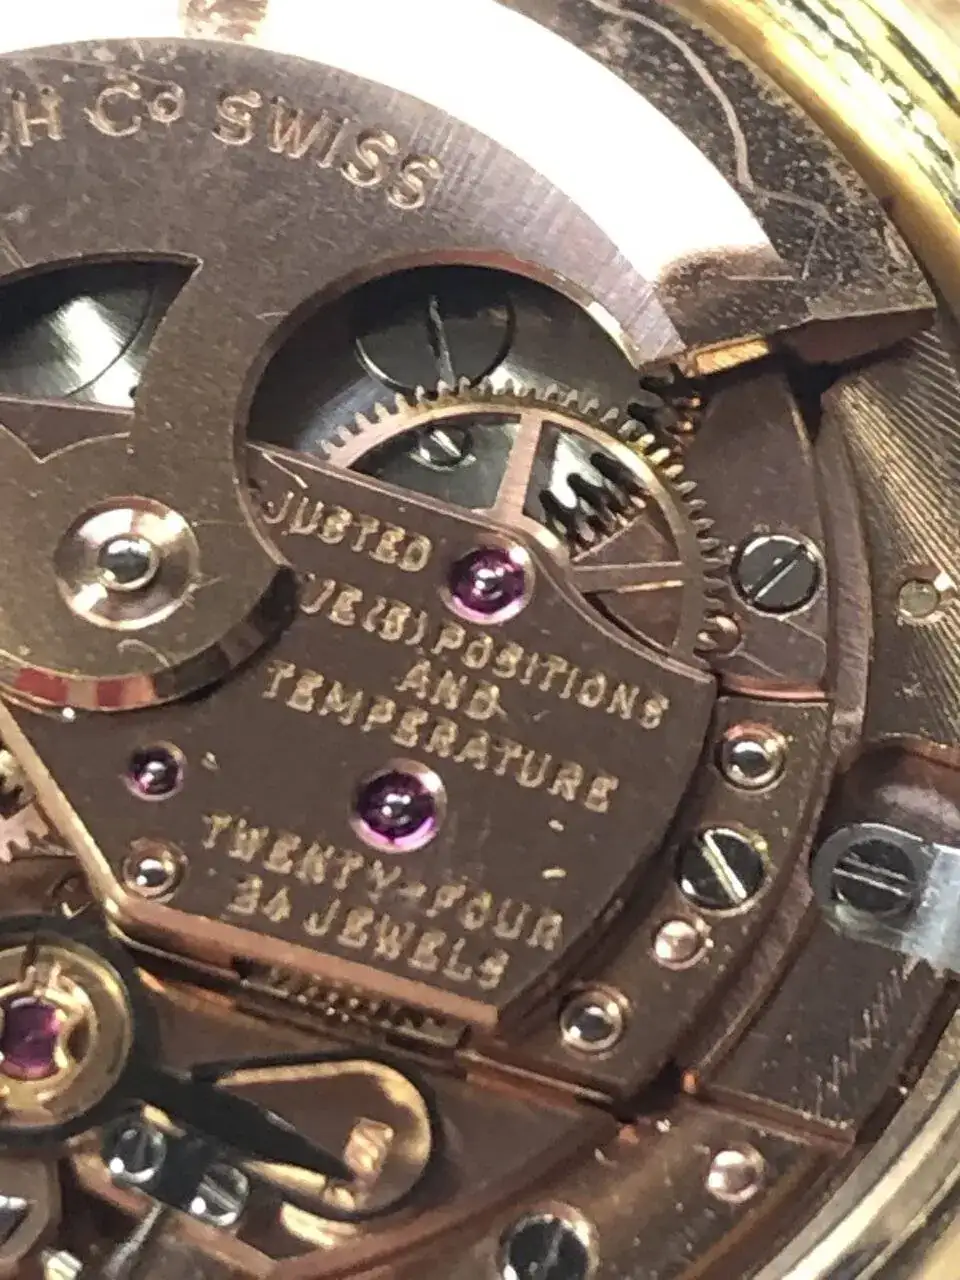 H Co SWISS
JUSTED
VE (5) POSITIONS
AND
TEMPERATURE
TWENTY-FOUR
24 JEWELS